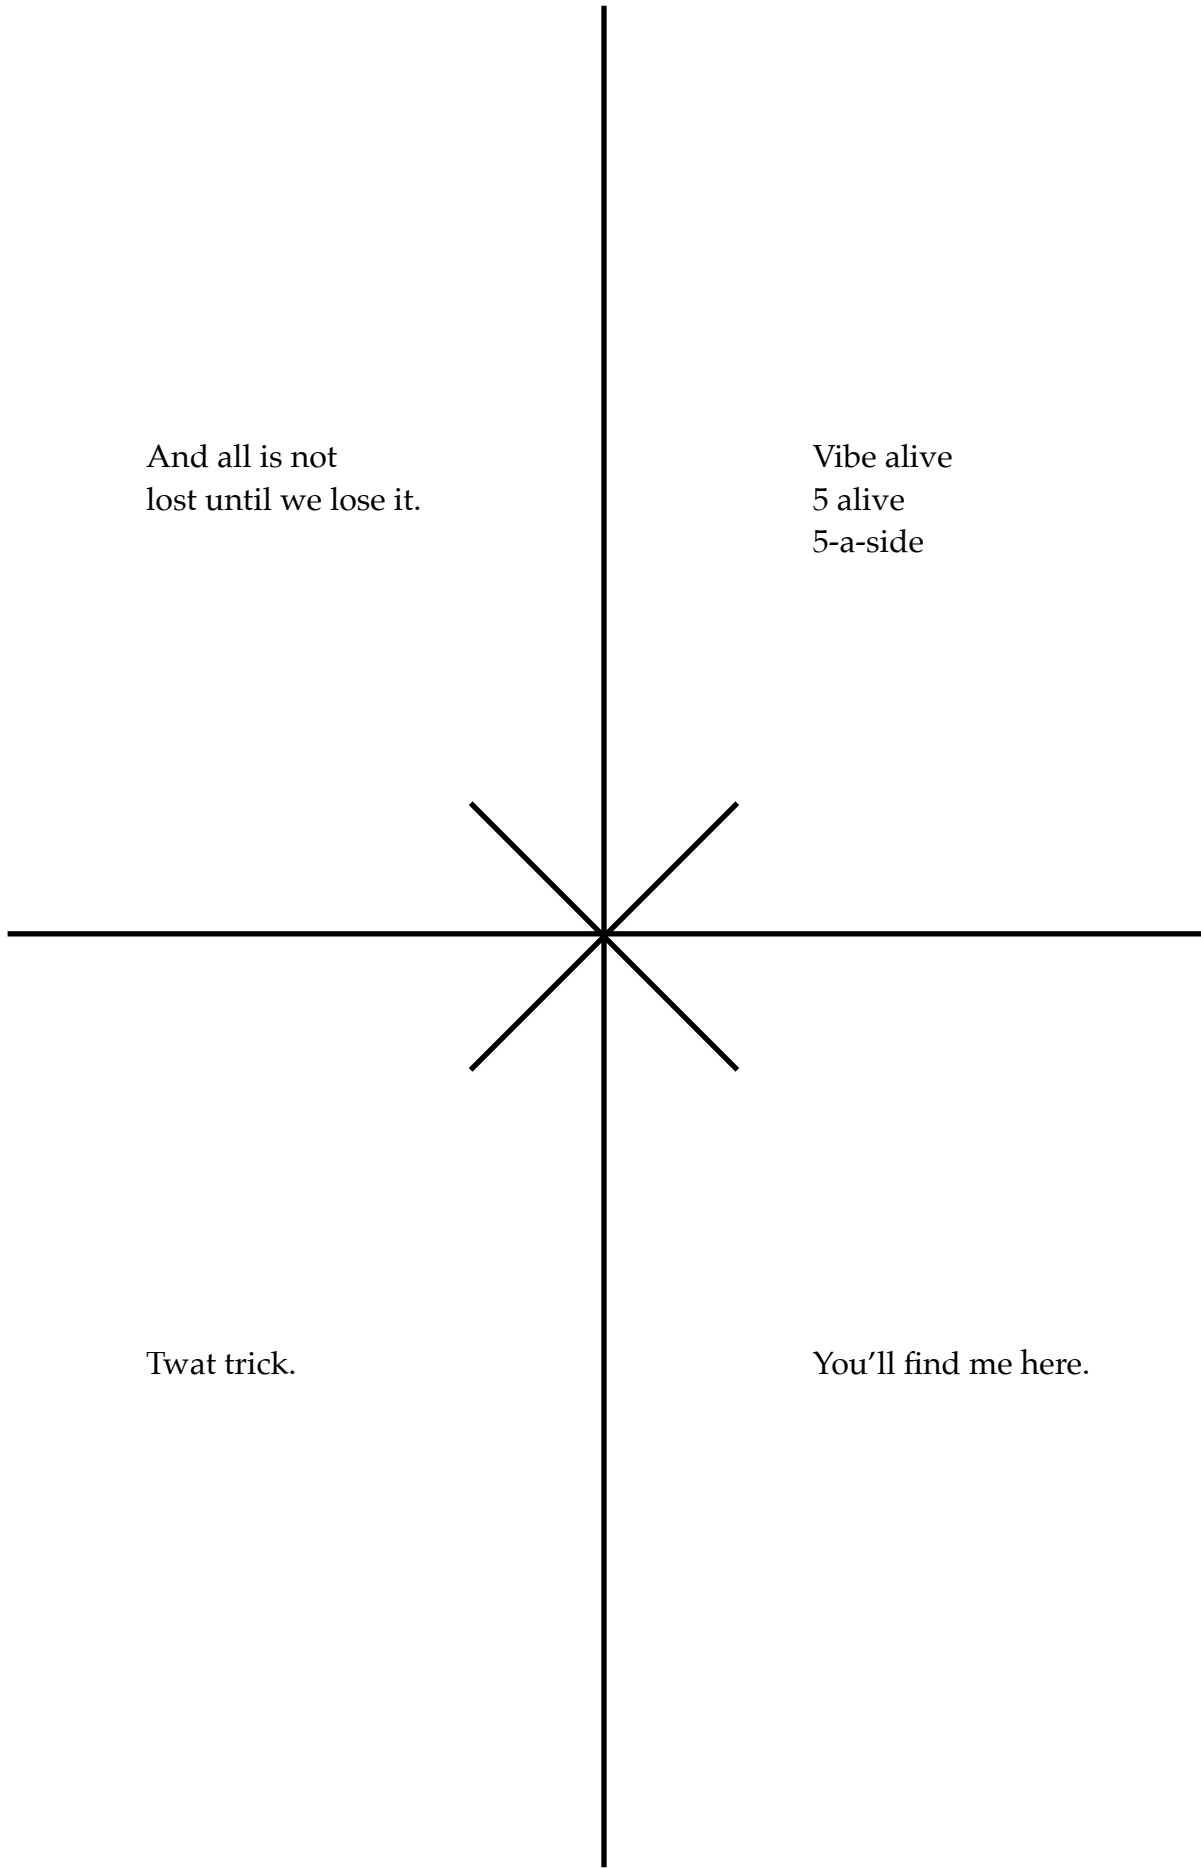 And all is not
lost until we lose it.
Vibe alive
5 alive
5-a-side
Twat trick.
You’ll find me here.